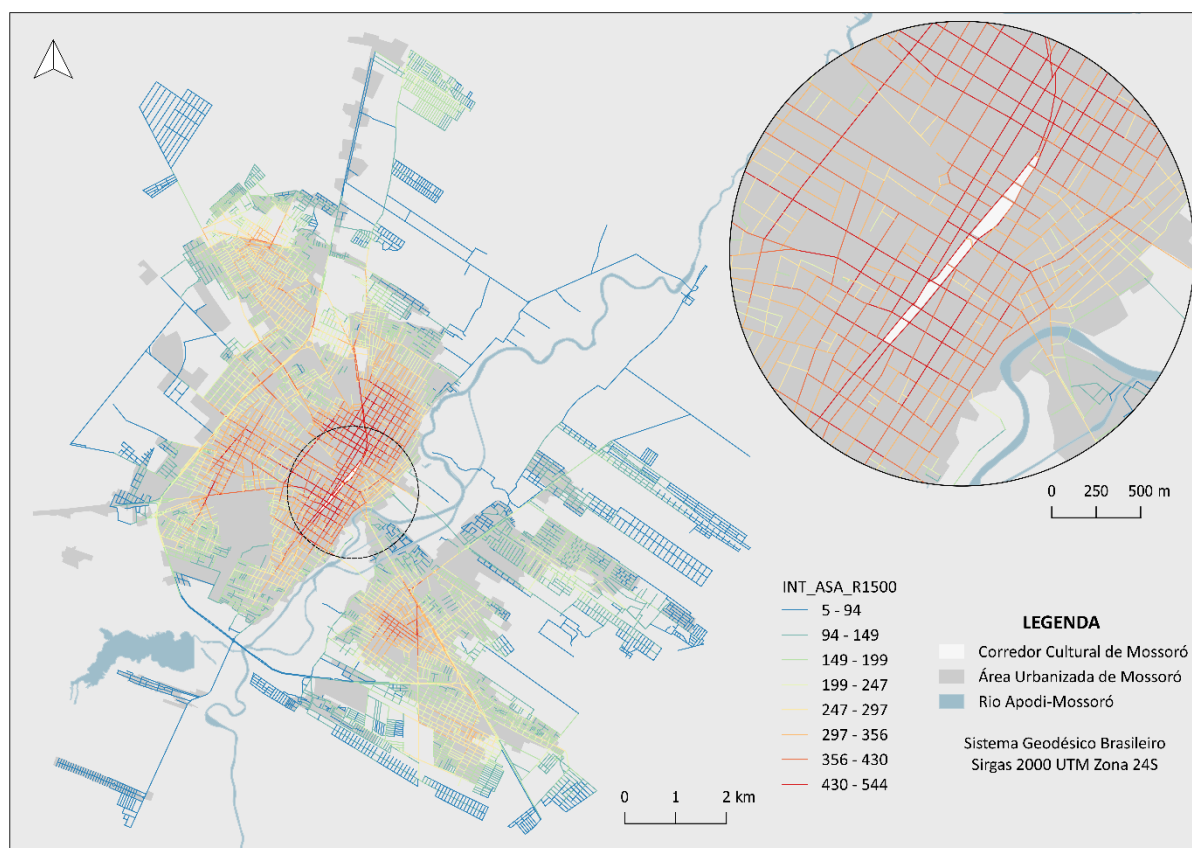 0 250 500 m
INT_ASA_R1500
5 - 94
94 - 149
149 - 199
199 - 247
247 - 297
297 - 356
356 - 430
430 - 544
LEGENDA
Corredor Cultural de Mossoró
Área Urbanizada de Mossoró
Rio Apodi-Mossoró
Sistema Geodésico Brasileiro
Sirgas 2000 UTM Zona 24S
0 1 2 km